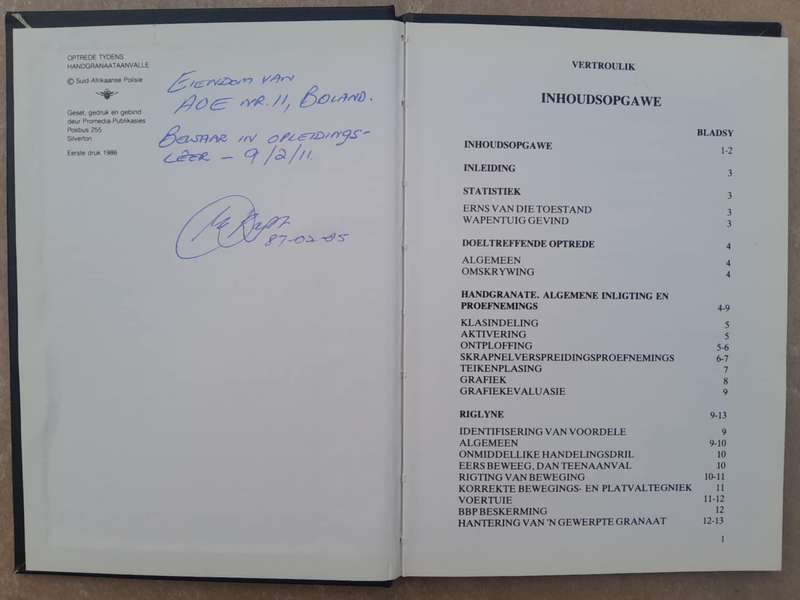 OPTREDE TYDENS
HANDGRANAATAANVALLE
© Suid-Afrikaanse Polisie
Geset, gedruk en gebind
deur Promedia-Publikasies
Posbus 255
Silverton
Eerste druk 1986
EIENDOM VAN
AOE NR. 11, BOLAND.
BEWAAR IN OPLEIDINGS-
LÊER – 9/2/11.
87-02-05
VERTROULIK
INHOUDSOPGAWE
BLADSY
INHOUDSOPGAWE 1-2
INLEIDING 3
STATISTIEK 3
ERNS VAN DIE TOESTAND 3
WAPENTUIG GEVIND 3
DOELTREFFENDE OPTREDE 4
ALGEMEEN 4
OMSKRYWING 4
HANDGRANATE. ALGEMENE INLIGTING EN
PROEFNEMINGS 4-9
KLASINDELING 5
AKTIVERING 5
ONTPLOFFING 5-6
SKRAPNELVERSPREIDINGSPROEFNEMINGS 6-7
TEIKENPLASING 7
GRAFIEK 8
GRAFIEKEVALUASIE 9
RIGLYNE 9-13
IDENTIFISERING VAN VOORDELE 9
ALGEMEEN 9-10
ONMIDDELLIKE HANDELINGSDRIL 10
EERS BEWEEG, DAN TEENAANVAL 10
RIGTING VAN BEWEGING 10-11
KORREKTE BEWEGINGS- EN PLATVALTEGNIEK 11
VOERTUIE 11-12
BBP BESKERMING 12
HANTERING VAN 'N GEWERPTE GRANAAT 12-13
1